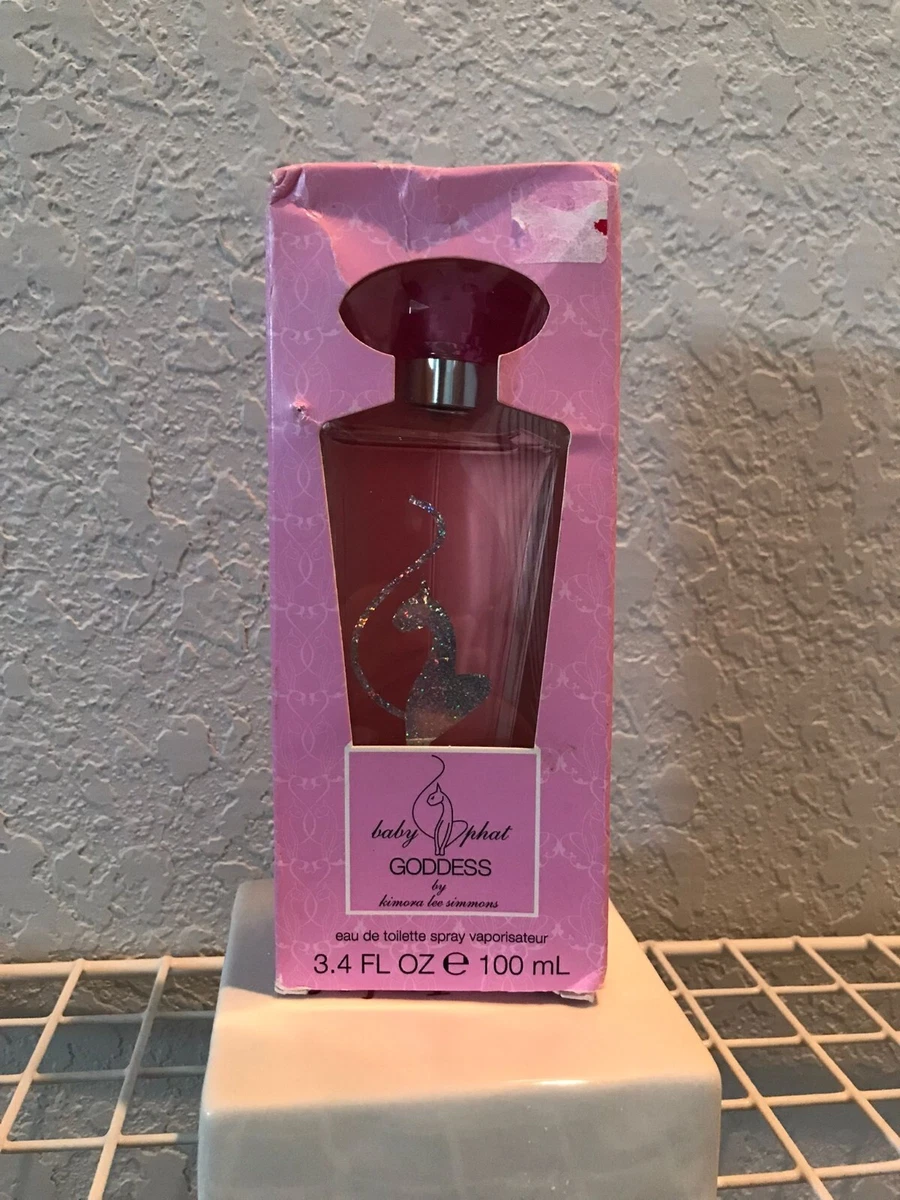 baby phat
GODDESS
by
kimora lee simmons
eau de toilette spray vaporisateur
3.4 FL OZ ℮ 100 mL